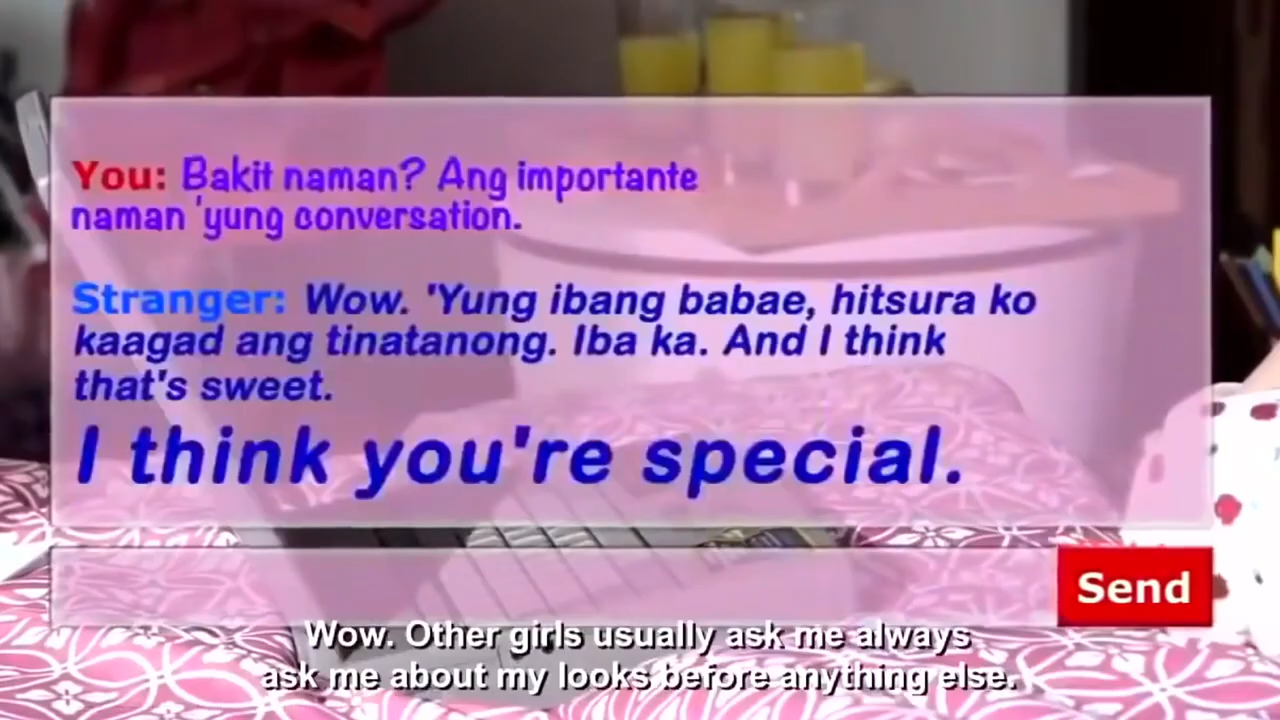 You: Bakit naman? Ang importante
naman 'yung conversation.
Stranger: Wow. 'Yung ibang babae, hitsura ko
kaagad ang tinatanong. Iba ka. And I think
that's sweet.
I think you're special.
Send
Wow. Other girls usually ask me always
ask me about my looks before anything else.